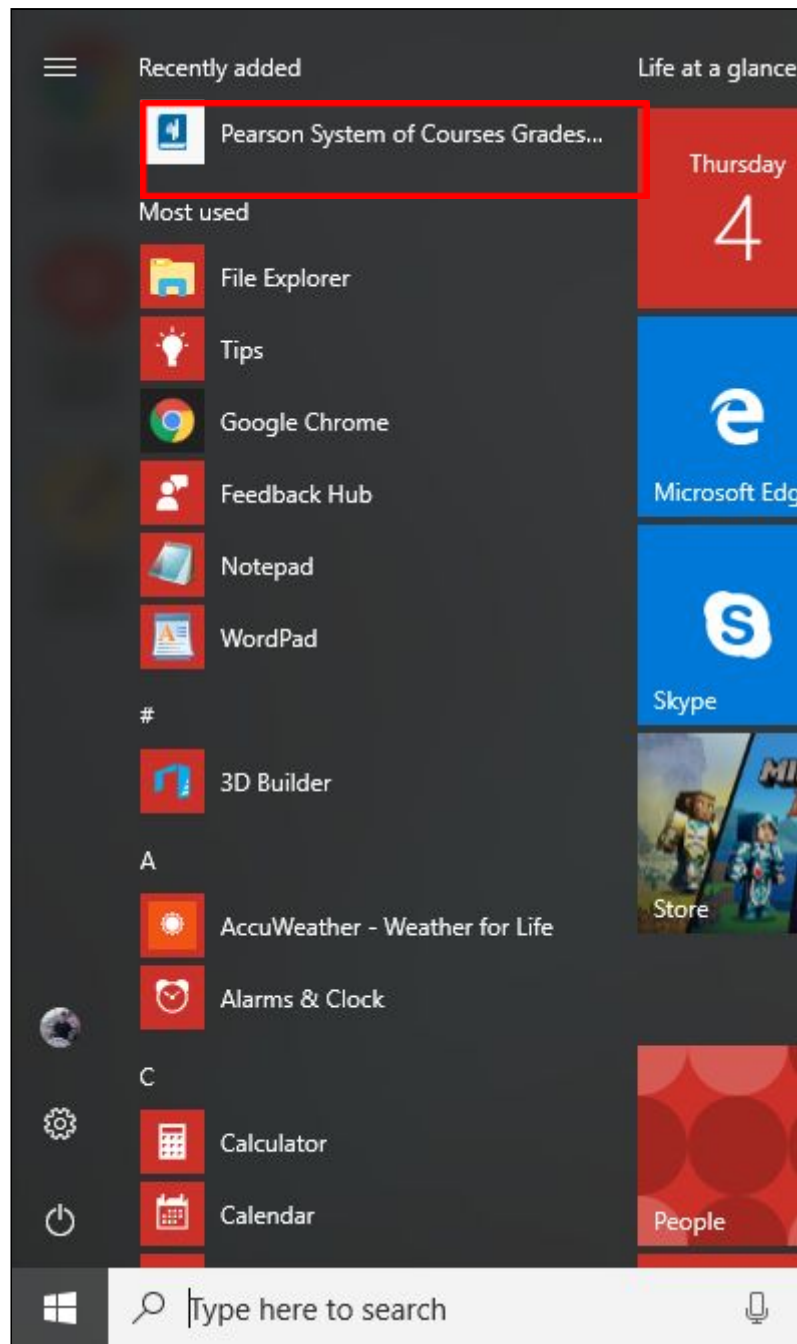 Recently added
Pearson System of Courses Grades...
Most used
File Explorer
Tips
Google Chrome
Feedback Hub
Notepad
WordPad
#
3D Builder
A
AccuWeather - Weather for Life
Alarms & Clock
C
Calculator
Calendar
Type here to search
Life at a glance
Thursday
4
Microsoft Edg
Skype
Store
People